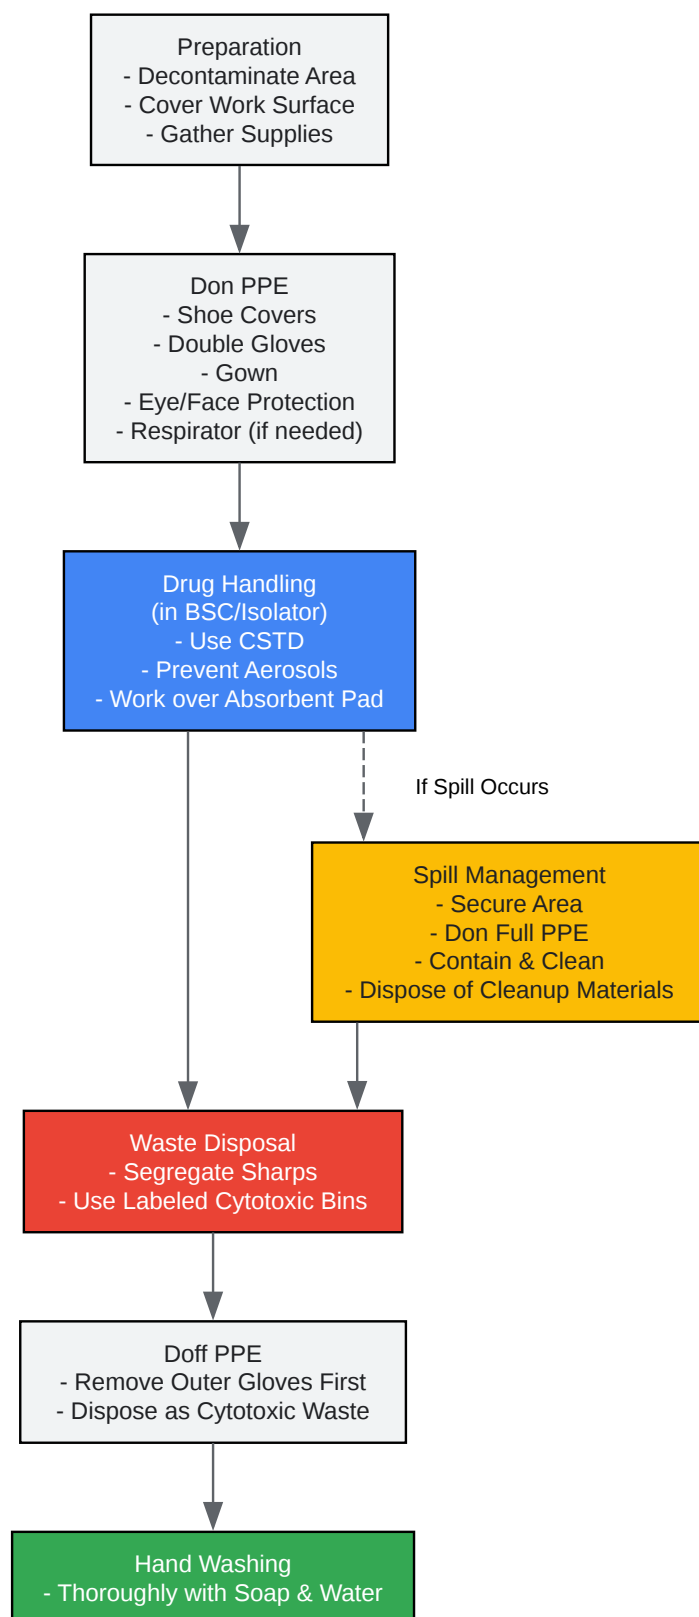 Preparation
- Decontaminate Area
- Cover Work Surface
- Gather Supplies
Don PPE
- Shoe Covers
- Double Gloves
- Gown
- Eye/Face Protection
- Respirator (if needed)
Drug Handling
(in BSC/Isolator)
- Use CSTD
- Prevent Aerosols
- Work over Absorbent Pad
If Spill Occurs
Spill Management
- Secure Area
- Don Full PPE
- Contain & Clean
- Dispose of Cleanup Materials
Waste Disposal
- Segregate Sharps
- Use Labeled Cytotoxic Bins
Doff PPE
- Remove Outer Gloves First
- Dispose as Cytotoxic Waste
Hand Washing
- Thoroughly with Soap & Water